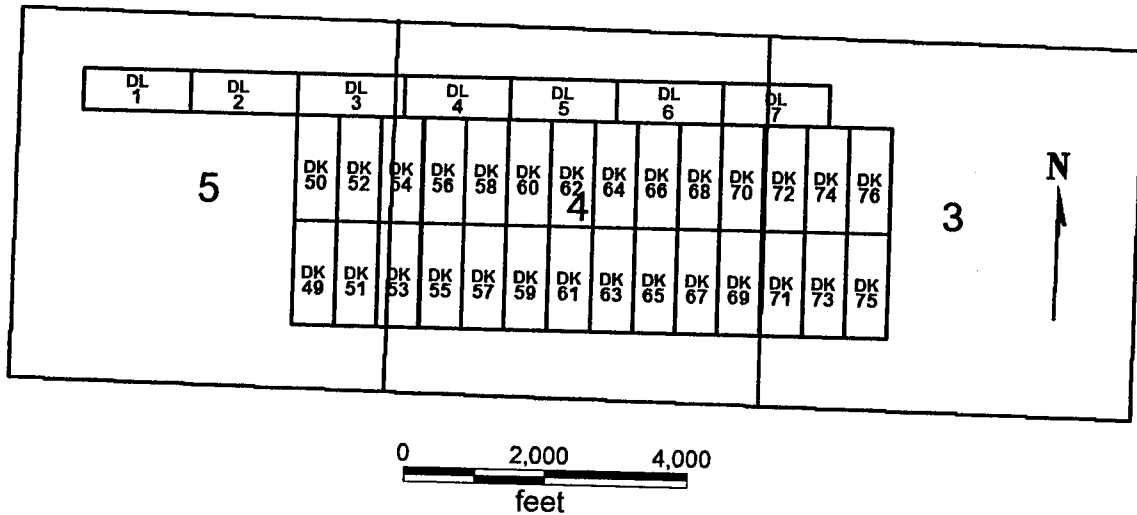 DL
1
DL
2
DL
3
DL
4
DL
5
DL
6
DL
7
DK
50
DK
52
DK
54
DK
56
DK
58
DK
60
DK
62
DK
64
DK
66
DK
68
DK
70
DK
72
DK
74
DK
76
5
4
3
N
DK
49
DK
51
DK
53
DK
55
DK
57
DK
59
DK
61
DK
63
DK
65
DK
67
DK
69
DK
71
DK
73
DK
75
0 2,000 4,000
feet